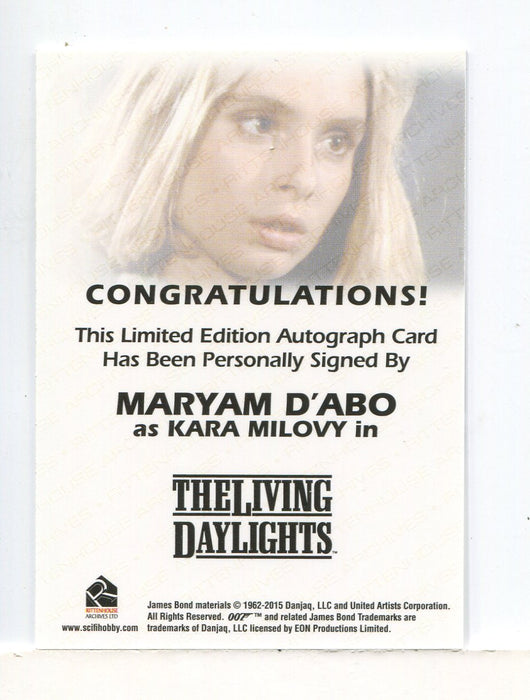 CONGRATULATIONS!
This Limited Edition Autograph Card
Has Been Personally Signed By
MARYAM D'ABO
as KARA MILOVY in
THE LIVING
DAYLIGHTS™
RITTENHOUSE
ARCHIVES LTD
www.scifihobby.com
James Bond materials © 1962-2015 Danjaq, LLC and United Artists Corporation.
All Rights Reserved. 007™ and related James Bond Trademarks are
trademarks of Danjaq, LLC licensed by EON Productions Limited.